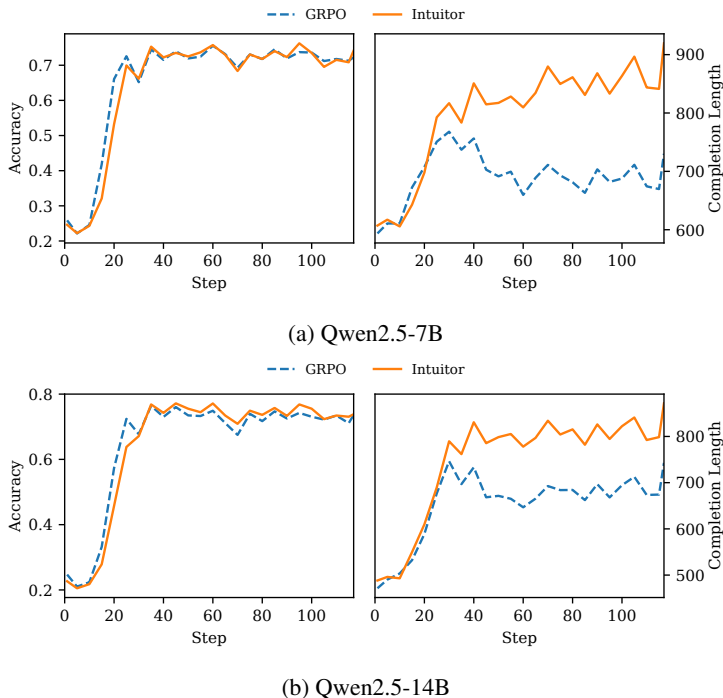 GRPO Intuitor
0.7
0.6
0.5
0.4
0.3
0.2
Accuracy
0 20 40 60 80 100
Step
900
800
700
600
Completion Length
0 20 40 60 80 100
Step
(a) Qwen2.5-7B
GRPO Intuitor
0.8
0.6
0.4
0.2
Accuracy
0 20 40 60 80 100
Step
800
700
600
500
Completion Length
0 20 40 60 80 100
Step
(b) Qwen2.5-14B